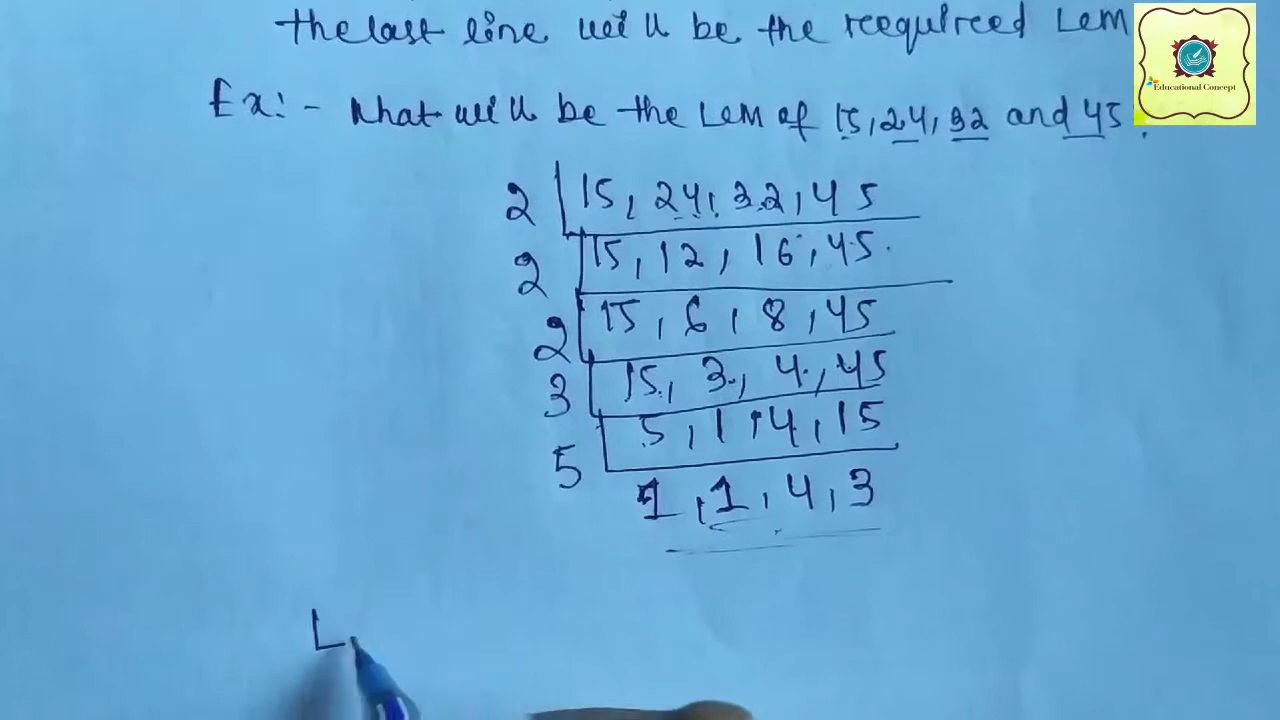 the last line will be the required LCM
Ex:- What will be the LCM of 15, 24, 32 and 45.
2 15, 24, 32, 45
2 15, 12, 16, 45
2 15, 6, 8, 45
3 15, 3, 4, 45
5 5, 1, 4, 15
1, 1, 4, 3
L
Educational Concept